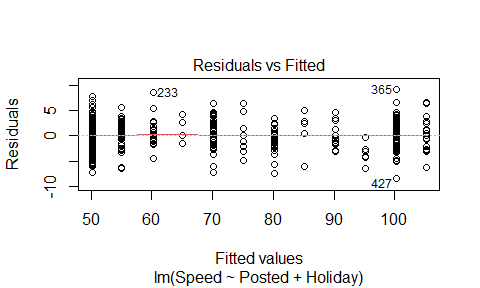 Residuals vs Fitted
Residuals
5
0
-10
233
365
427
50 60 70 80 90 100
Fitted values
lm(Speed ~ Posted + Holiday)